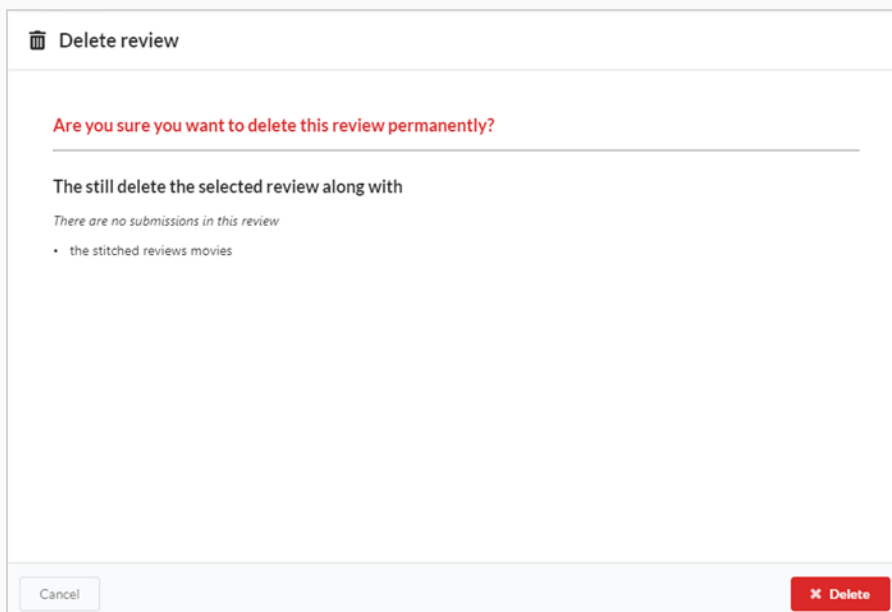 Delete review
Are you sure you want to delete this review permanently?
The still delete the selected review along with
There are no submissions in this review
• the stitched reviews movies
Cancel
✖ Delete